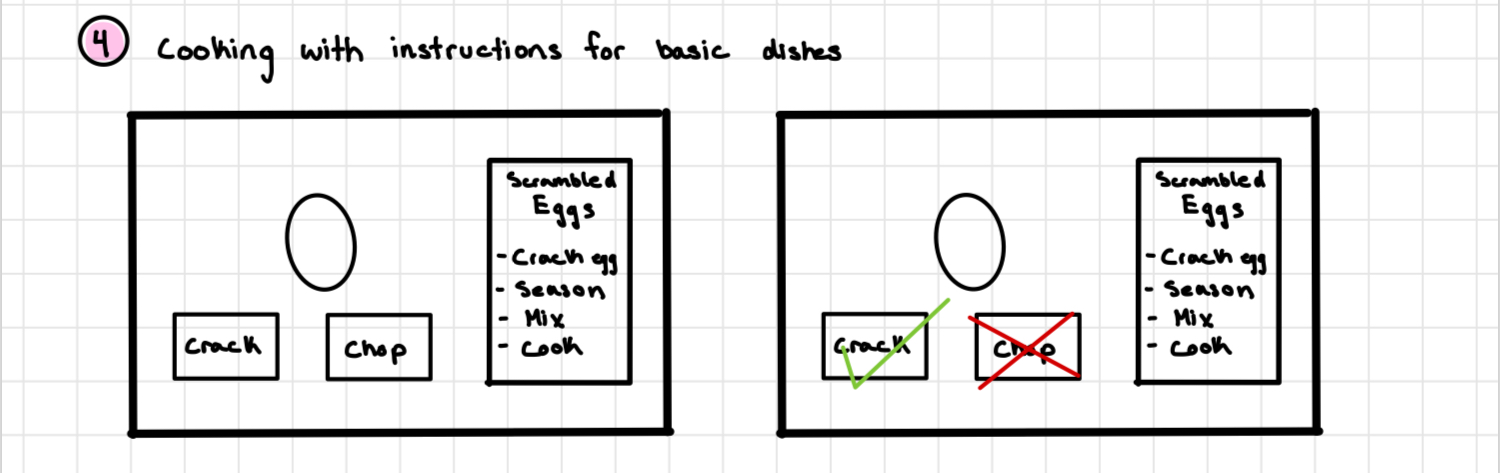 4 Cooking with instructions for basic dishes
Scrambled
Eggs
- Crack egg
- Season
- Mix
- Cook
Crack
Chop
Scrambled
Eggs
- Crack egg
- Season
- Mix
- Cook
Crack
Chop